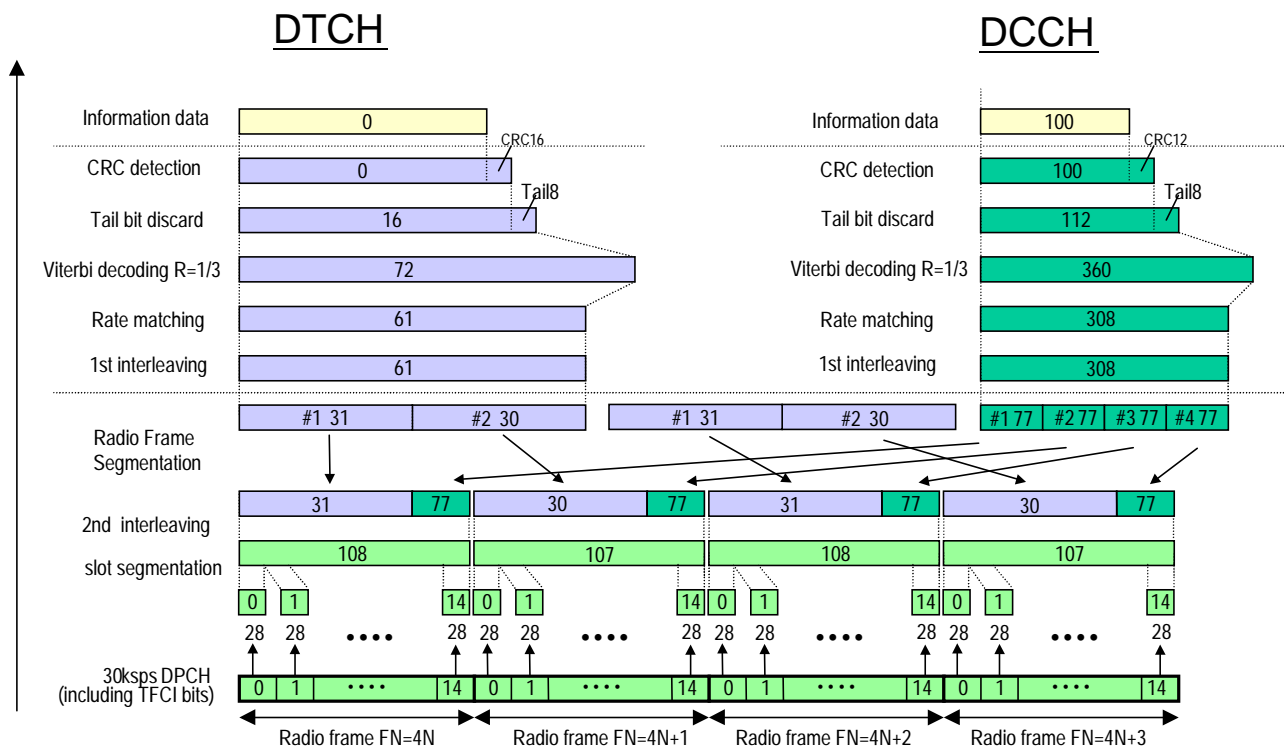 DTCH DCCH
Information data 0 Information data 100
CRC16 CRC12
CRC detection 0 CRC detection 100
Tail8 Tail8
Tail bit discard 16 Tail bit discard 112
Viterbi decoding R=1/3 72 Viterbi decoding R=1/3 360
Rate matching 61 Rate matching 308
1st interleaving 61 1st interleaving 308
#1 31 #2 30 #1 31 #2 30 #1 77 #2 77 #3 77 #4 77
Radio Frame
Segmentation
31 77 30 77 31 77 30 77
2nd interleaving
slot segmentation 108 107 108 107
0 1 14 0 1 14 0 1 14 0 1 14
28 28 •••• 28 28 28 •••• 28 28 28 •••• 28 28 28 •••• 28
30ksps DPCH
(including TFCI bits) 0 1 •••• 14 0 1 •••• 14 0 1 •••• 14 0 1 •••• 14
Radio frame FN=4N Radio frame FN=4N+1 Radio frame FN=4N+2 Radio frame FN=4N+3